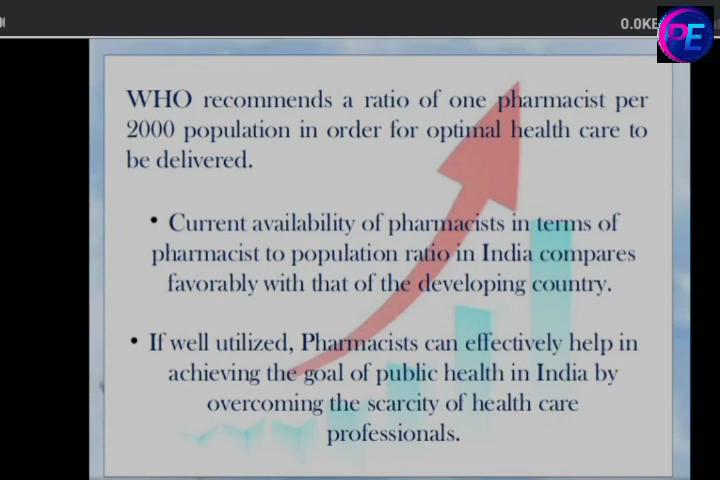 0.0KB
PE
WHO recommends a ratio of one pharmacist per
2000 population in order for optimal health care to
be delivered.
• Current availability of pharmacists in terms of
pharmacist to population ratio in India compares
favorably with that of the developing country.
• If well utilized, Pharmacists can effectively help in
achieving the goal of public health in India by
overcoming the scarcity of health care
professionals.